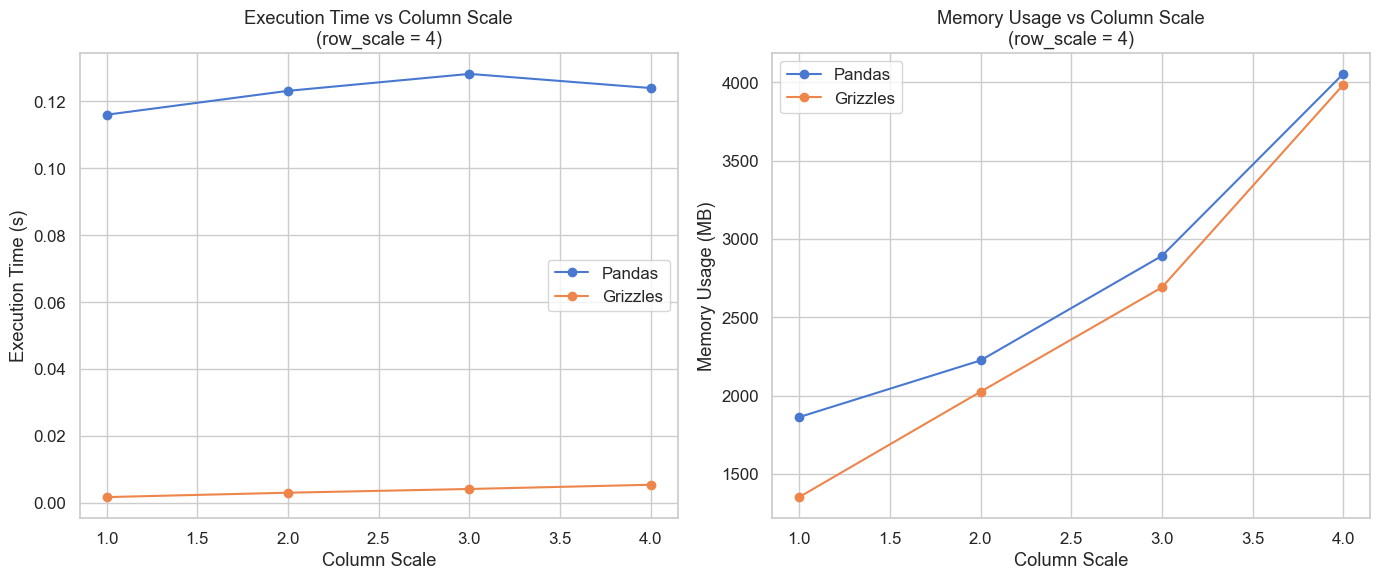 Execution Time vs Column Scale
(row_scale = 4)
Execution Time (s)
0.12
0.10
0.08
0.06
0.04
0.02
0.00
Pandas
Grizzles
1.0 1.5 2.0 2.5 3.0 3.5 4.0
Column Scale
Memory Usage vs Column Scale
(row_scale = 4)
Memory Usage (MB)
Pandas
Grizzles
4000
3500
3000
2500
2000
1500
1.0 1.5 2.0 2.5 3.0 3.5 4.0
Column Scale